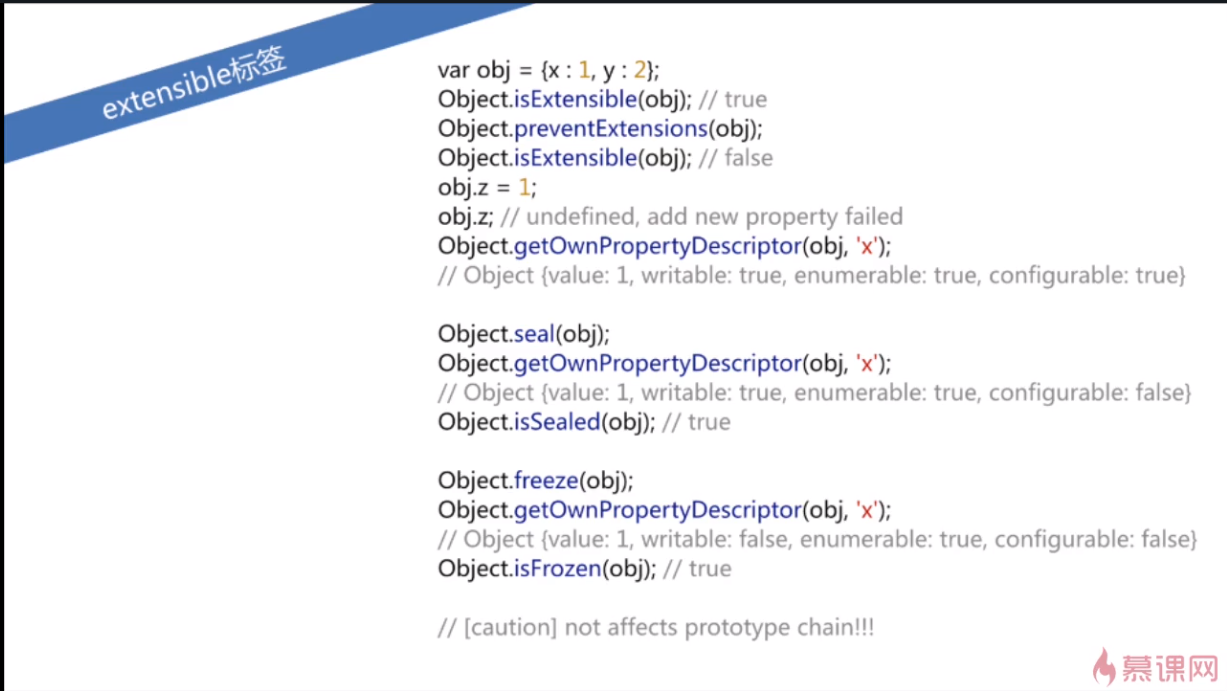 extensible标签
var obj = {x : 1, y : 2};
Object.isExtensible(obj); // true
Object.preventExtensions(obj);
Object.isExtensible(obj); // false
obj.z = 1;
obj.z; // undefined, add new property failed
Object.getOwnPropertyDescriptor(obj, 'x');
// Object {value: 1, writable: true, enumerable: true, configurable: true}
Object.seal(obj);
Object.getOwnPropertyDescriptor(obj, 'x');
// Object {value: 1, writable: true, enumerable: true, configurable: false}
Object.isSealed(obj); // true
Object.freeze(obj);
Object.getOwnPropertyDescriptor(obj, 'x');
// Object {value: 1, writable: false, enumerable: true, configurable: false}
Object.isFrozen(obj); // true
// [caution] not affects prototype chain!!!
慕课网